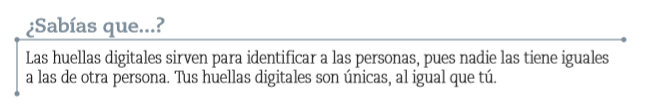 ¿Sabías que...?
Las huellas digitales sirven para identificar a las personas, pues nadie las tiene iguales
a las de otra persona. Tus huellas digitales son únicas, al igual que tú.